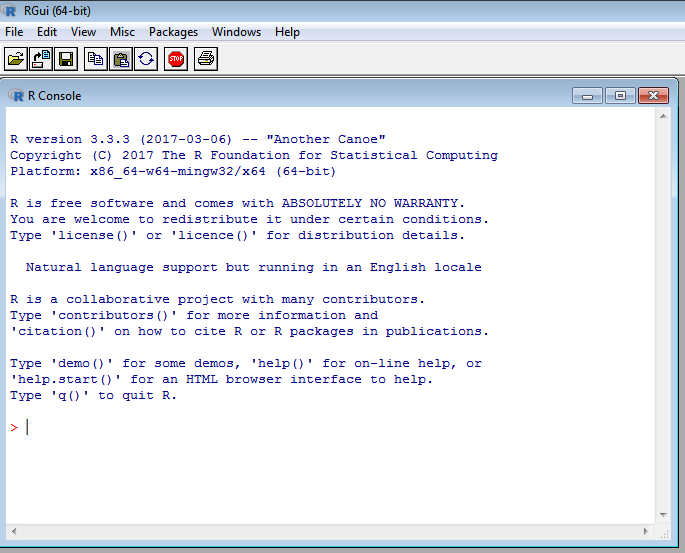 RGui (64-bit)
File Edit View Misc Packages Windows Help
STOP
R Console
R version 3.3.3 (2017-03-06) -- "Another Canoe"
Copyright (C) 2017 The R Foundation for Statistical Computing
Platform: x86_64-w64-mingw32/x64 (64-bit)
R is free software and comes with ABSOLUTELY NO WARRANTY.
You are welcome to redistribute it under certain conditions.
Type 'license()' or 'licence()' for distribution details.
Natural language support but running in an English locale
R is a collaborative project with many contributors.
Type 'contributors()' for more information and
'citation()' on how to cite R or R packages in publications.
Type 'demo()' for some demos, 'help()' for on-line help, or
'help.start()' for an HTML browser interface to help.
Type 'q()' to quit R.
>